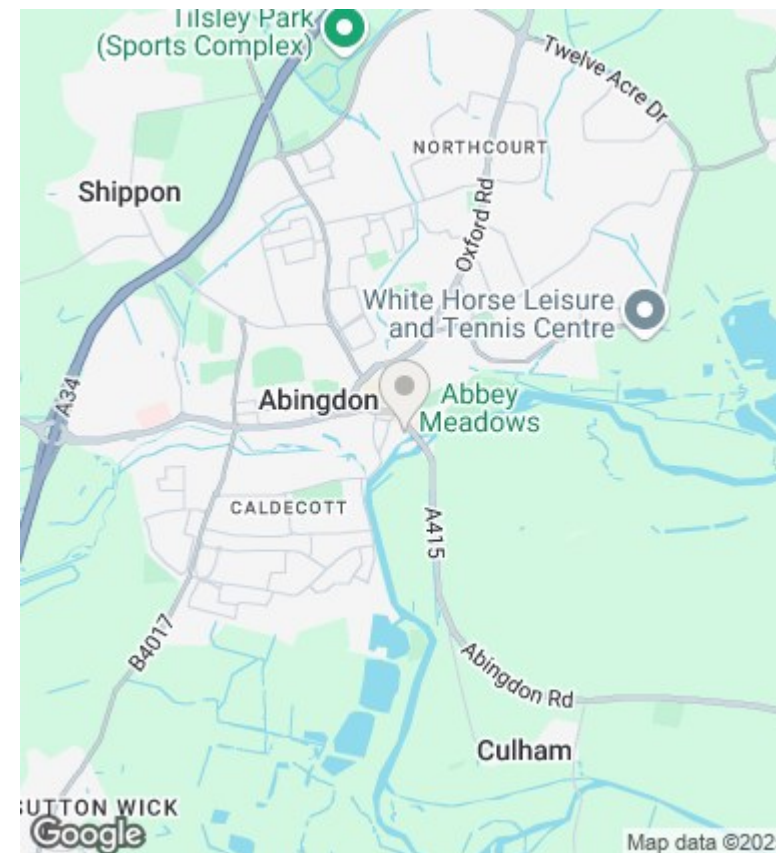 Tilsley Park
(Sports Complex)
Twelve Acre Dr
NORTHCOURT
Shippon
Oxford Rd
White Horse Leisure
and Tennis Centre
A34
Abingdon
Abbey
Meadows
CALDECOTT
A415
B4017
Abingdon Rd
Culham
SUTTON WICK
Google
Map data ©202